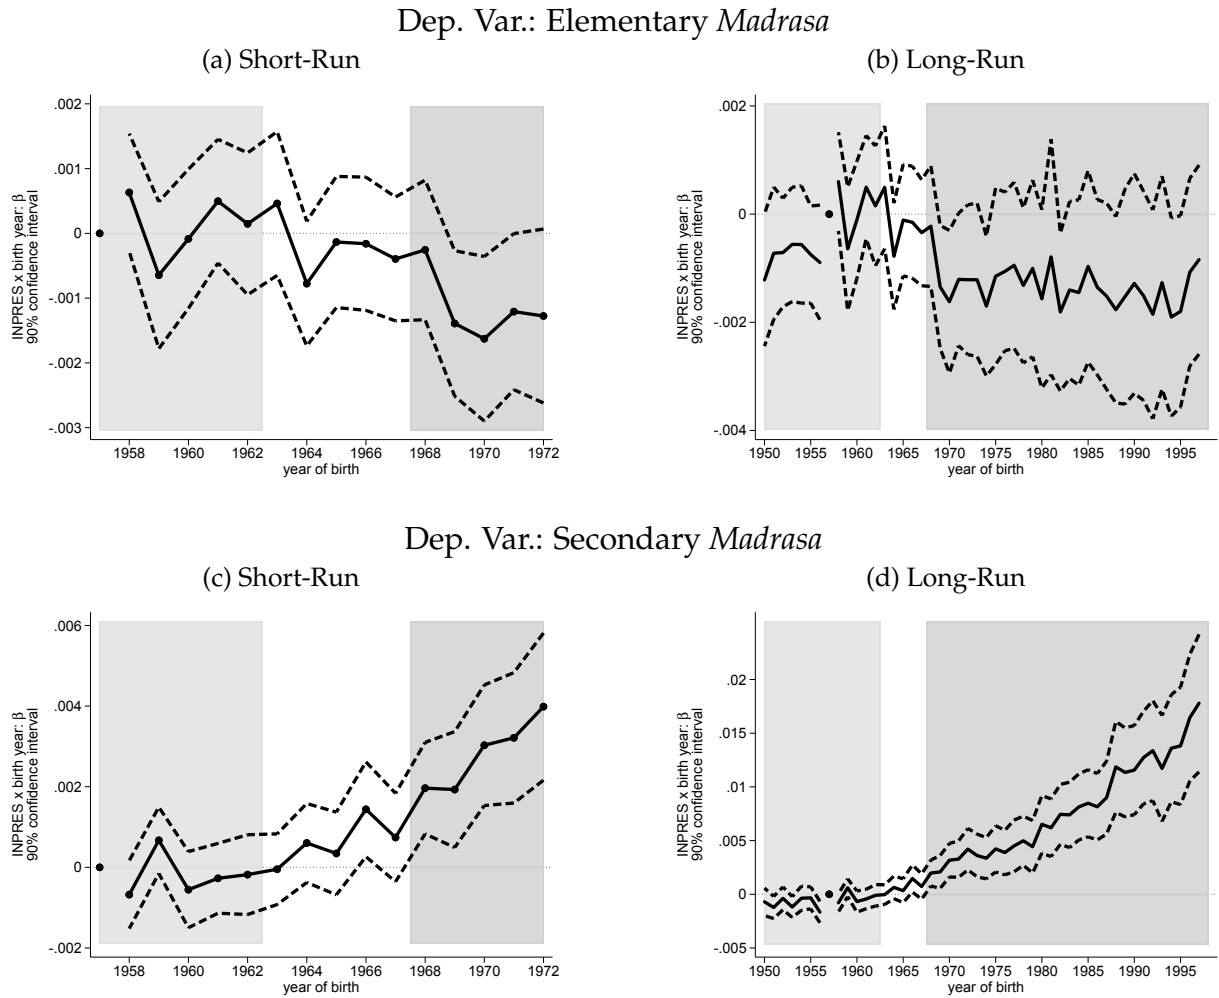 Dep. Var.: Elementary Madrasa
(a) Short-Run
.002
.001
0
-.001
-.002
-.003
INPRES x birth year: β
90% confidence interval
1958 1960 1962 1964 1966 1968 1970 1972
year of birth
(b) Long-Run
.002
0
-.002
-.004
INPRES x birth year: β
90% confidence interval
1950 1955 1960 1965 1970 1975 1980 1985 1990 1995
year of birth
Dep. Var.: Secondary Madrasa
(c) Short-Run
.006
.004
.002
0
-.002
INPRES x birth year: β
90% confidence interval
1958 1960 1962 1964 1966 1968 1970 1972
year of birth
(d) Long-Run
.02
.015
.01
.005
0
-.005
INPRES x birth year: β
90% confidence interval
1950 1955 1960 1965 1970 1975 1980 1985 1990 1995
year of birth